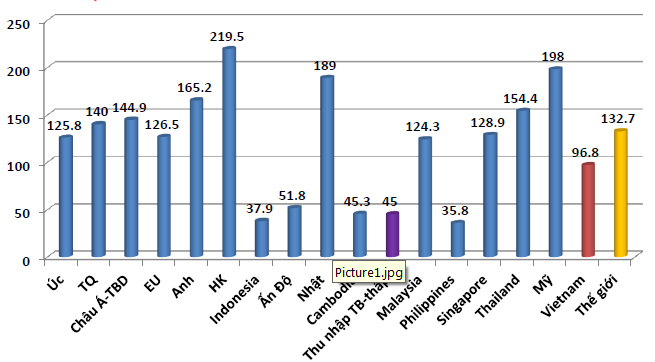 250
200
150
100
50
0
125.8
140
144.9
126.5
165.2
219.5
37.9
51.8
189
45.3
45
124.3
35.8
128.9
154.4
198
96.8
132.7
Úc
TQ
Châu Á-TBD
EU
Anh
HK
Indonesia
Ấn Độ
Nhật
Cambodia
Thu nhập TB-thấp
Malaysia
Philippines
Singapore
Thailand
Mỹ
Vietnam
Thế giới
Picture1.jpg